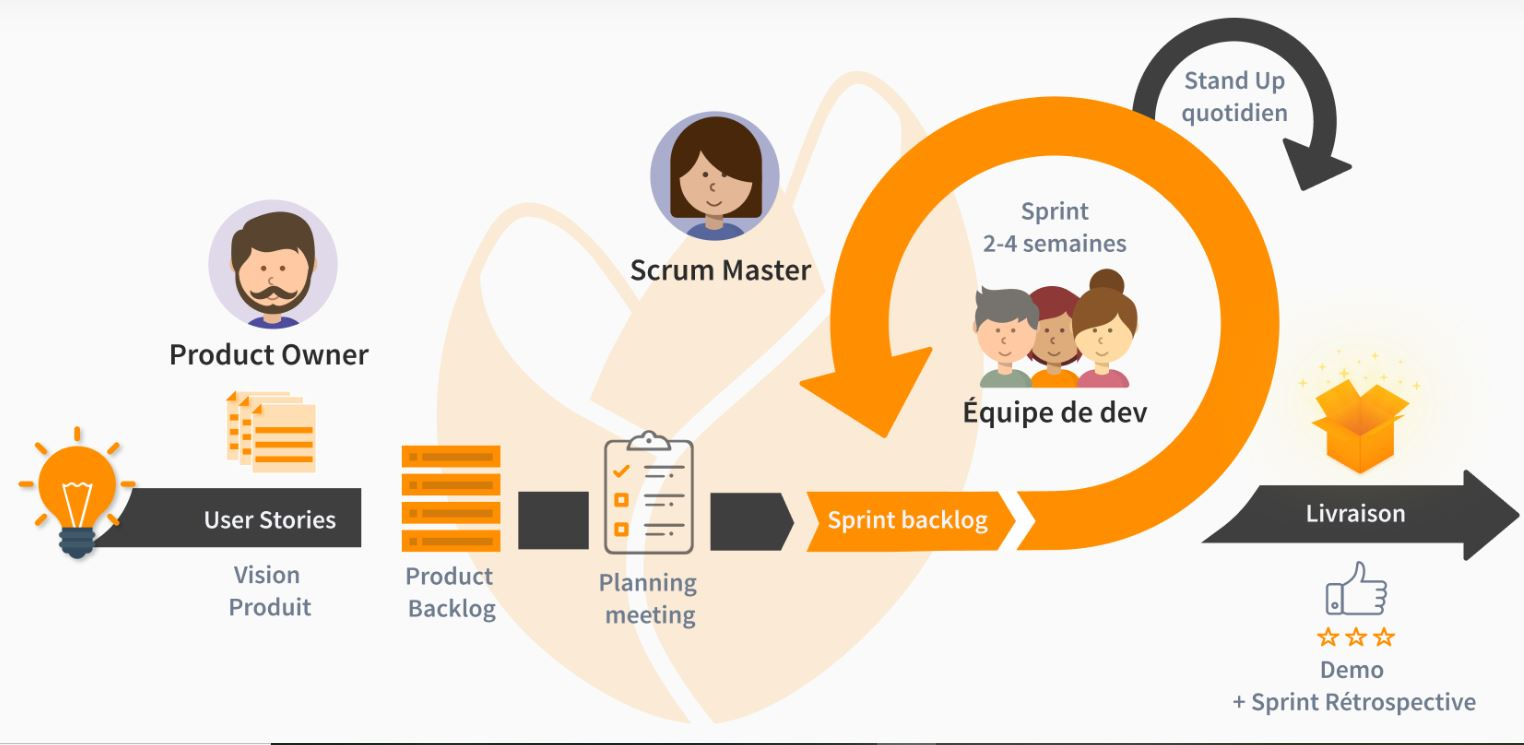 Stand Up
quotidien
Sprint
2-4 semaines
Scrum Master
Product Owner
Équipe de dev
User Stories
Sprint backlog
Livraison
Vision
Produit
Product
Backlog
Planning
meeting
Demo
+ Sprint Rétrospective